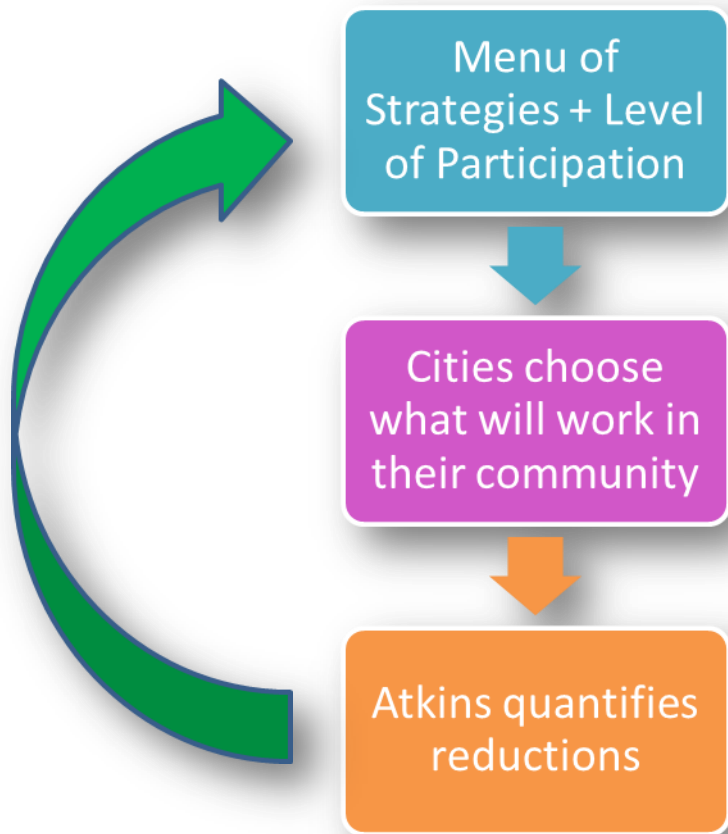 Menu of
Strategies + Level
of Participation
Cities choose
what will work in
their community
Atkins quantifies
reductions